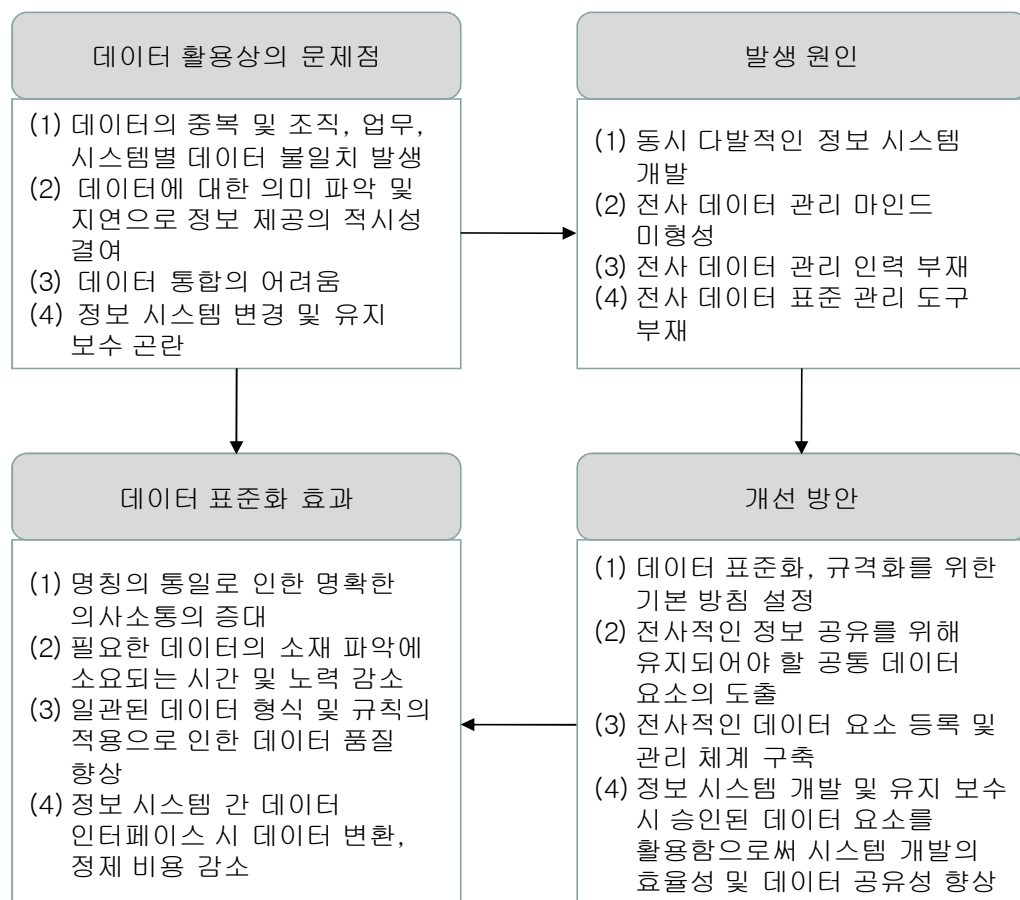 데이터 활용상의 문제점
(1) 데이터의 중복 및 조직, 업무,
시스템별 데이터 불일치 발생
(2) 데이터에 대한 의미 파악 및
지연으로 정보 제공의 적시성
결여
(3) 데이터 통합의 어려움
(4) 정보 시스템 변경 및 유지
보수 곤란
발생 원인
(1) 동시 다발적인 정보 시스템
개발
(2) 전사 데이터 관리 마인드
미형성
(3) 전사 데이터 관리 인력 부재
(4) 전사 데이터 표준 관리 도구
부재
데이터 표준화 효과
(1) 명칭의 통일로 인한 명확한
의사소통의 증대
(2) 필요한 데이터의 소재 파악에
소요되는 시간 및 노력 감소
(3) 일관된 데이터 형식 및 규칙의
적용으로 인한 데이터 품질
향상
(4) 정보 시스템 간 데이터
인터페이스 시 데이터 변환,
정제 비용 감소
개선 방안
(1) 데이터 표준화, 규격화를 위한
기본 방침 설정
(2) 전사적인 정보 공유를 위해
유지되어야 할 공통 데이터
요소의 도출
(3) 전사적인 데이터 요소 등록 및
관리 체계 구축
(4) 정보 시스템 개발 및 유지 보수
시 승인된 데이터 요소를
활용함으로써 시스템 개발의
효율성 및 데이터 공유성 향상